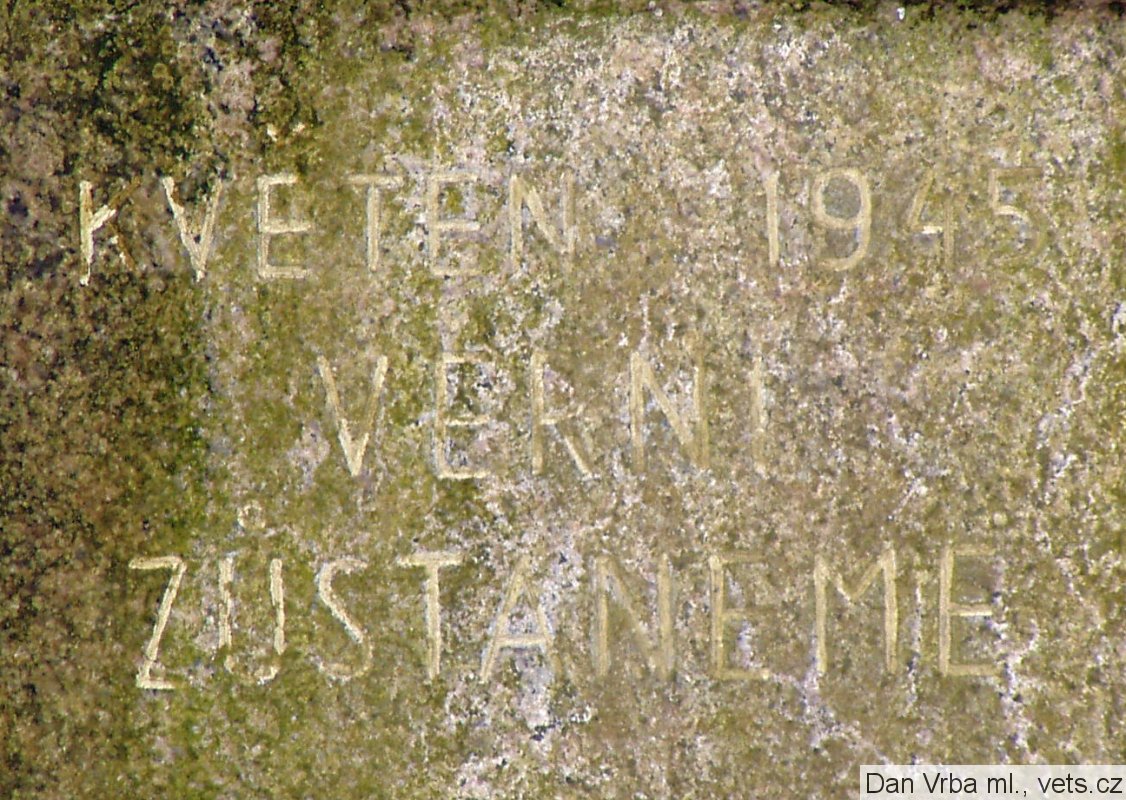 KVĚTEN 1945
VĚRNI
ZŮSTANEME
Dan Vrba ml., vets.cz